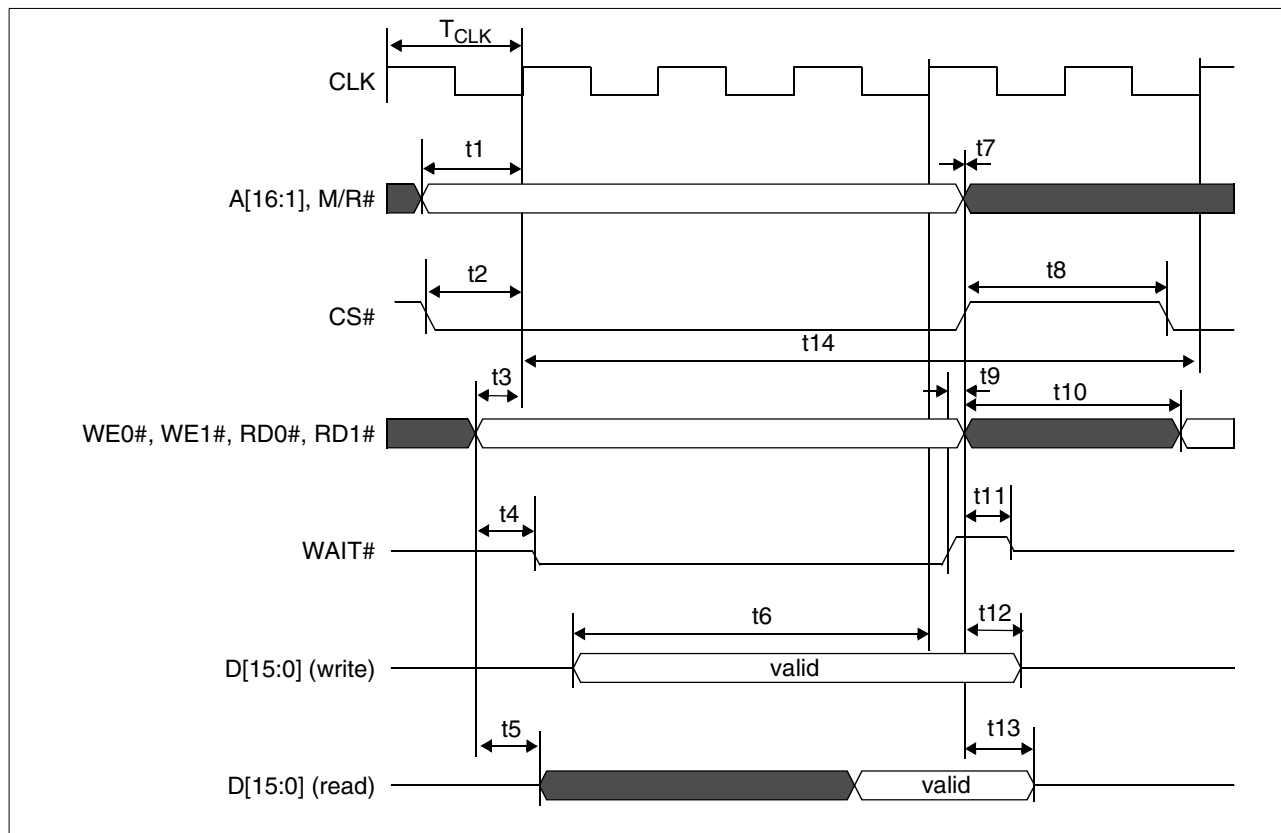 TCLK
CLK
t1
t7
A[16:1], M/R#
t2
t8
CS#
t14
t3
t9
t10
WE0#, WE1#, RD0#, RD1#
t4
t11
WAIT#
t6
t12
D[15:0] (write)
valid
t5
t13
D[15:0] (read)
valid